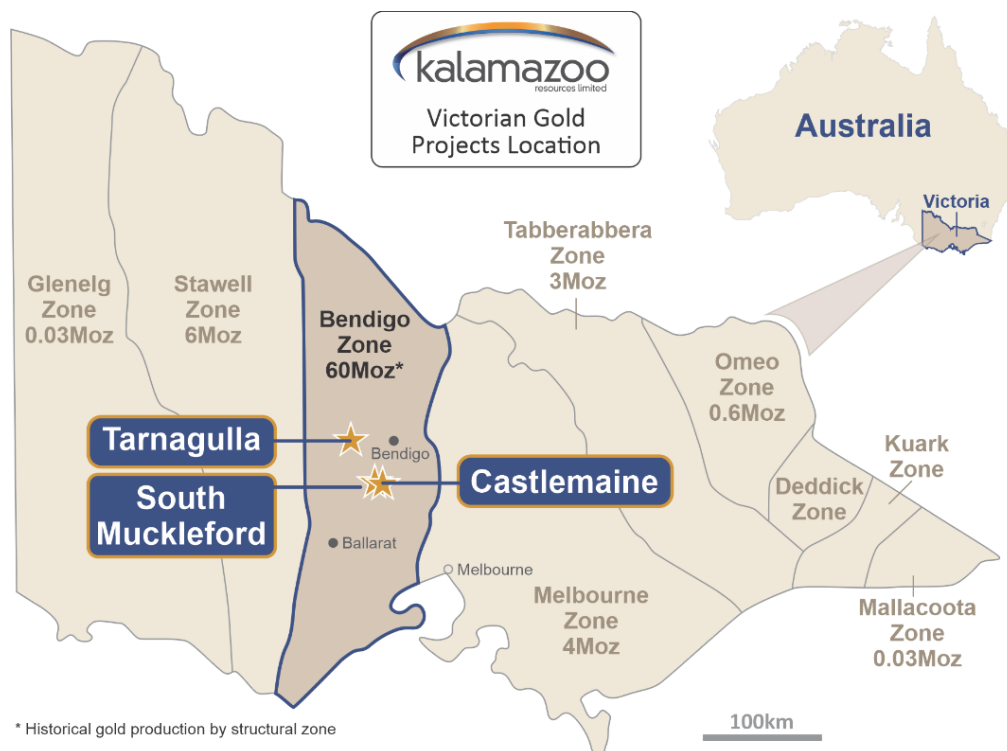 kalamazoo
resources limited
Victorian Gold
Projects Location
Australia
Victoria
Glenelg
Zone
0.03Moz
Stawell
Zone
6Moz
Bendigo
Zone
60Moz*
Tabberabbera
Zone
3Moz
Omeo
Zone
0.6Moz
Kuark
Zone
Deddick
Zone
Tarnagulla
Bendigo
South
Muckleford
Castlemaine
Ballarat
Melbourne
Melbourne
Zone
4Moz
Mallacoota
Zone
0.03Moz
* Historical gold production by structural zone
100km